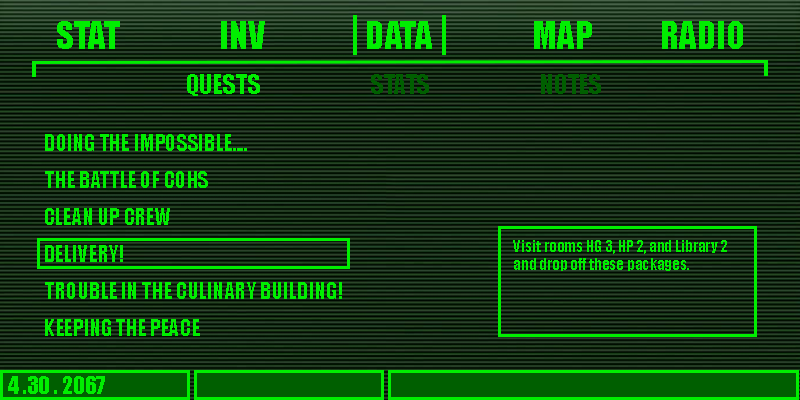 STAT INV DATA MAP RADIO
QUESTS STATS NOTES
DOING THE IMPOSSIBLE...
THE BATTLE OF COHS
CLEAN UP CREW
DELIVERY!
TROUBLE IN THE CULINARY BUILDING!
KEEPING THE PEACE
Visit rooms HG 3, HP 2, and Library 2
and drop off these packages.
4.30.2067